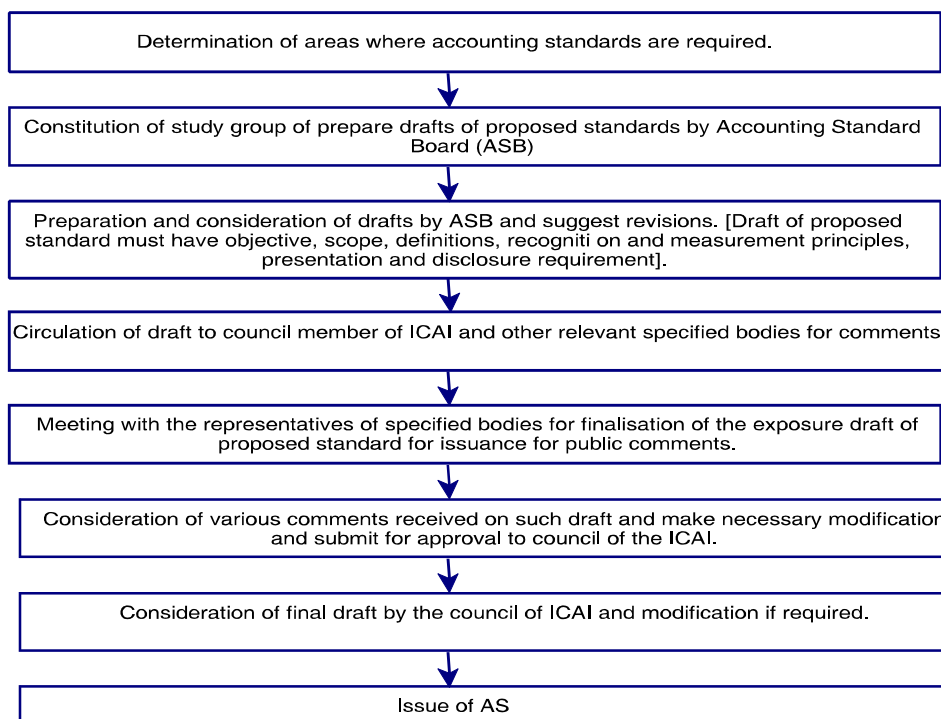 Determination of areas where accounting standards are required.
Constitution of study group of prepare drafts of proposed standards by Accounting Standard
Board (ASB)
Preparation and consideration of drafts by ASB and suggest revisions. [Draft of proposed
standard must have objective, scope, definitions, recogniti on and measurement principles,
presentation and disclosure requirement].
Circulation of draft to council member of ICAI and other relevant specified bodies for comments
Meeting with the representatives of specified bodies for finalisation of the exposure draft of
proposed standard for issuance for public comments.
Consideration of various comments received on such draft and make necessary modification
and submit for approval to council of the ICAI.
Consideration of final draft by the council of ICAI and modification if required.
Issue of AS